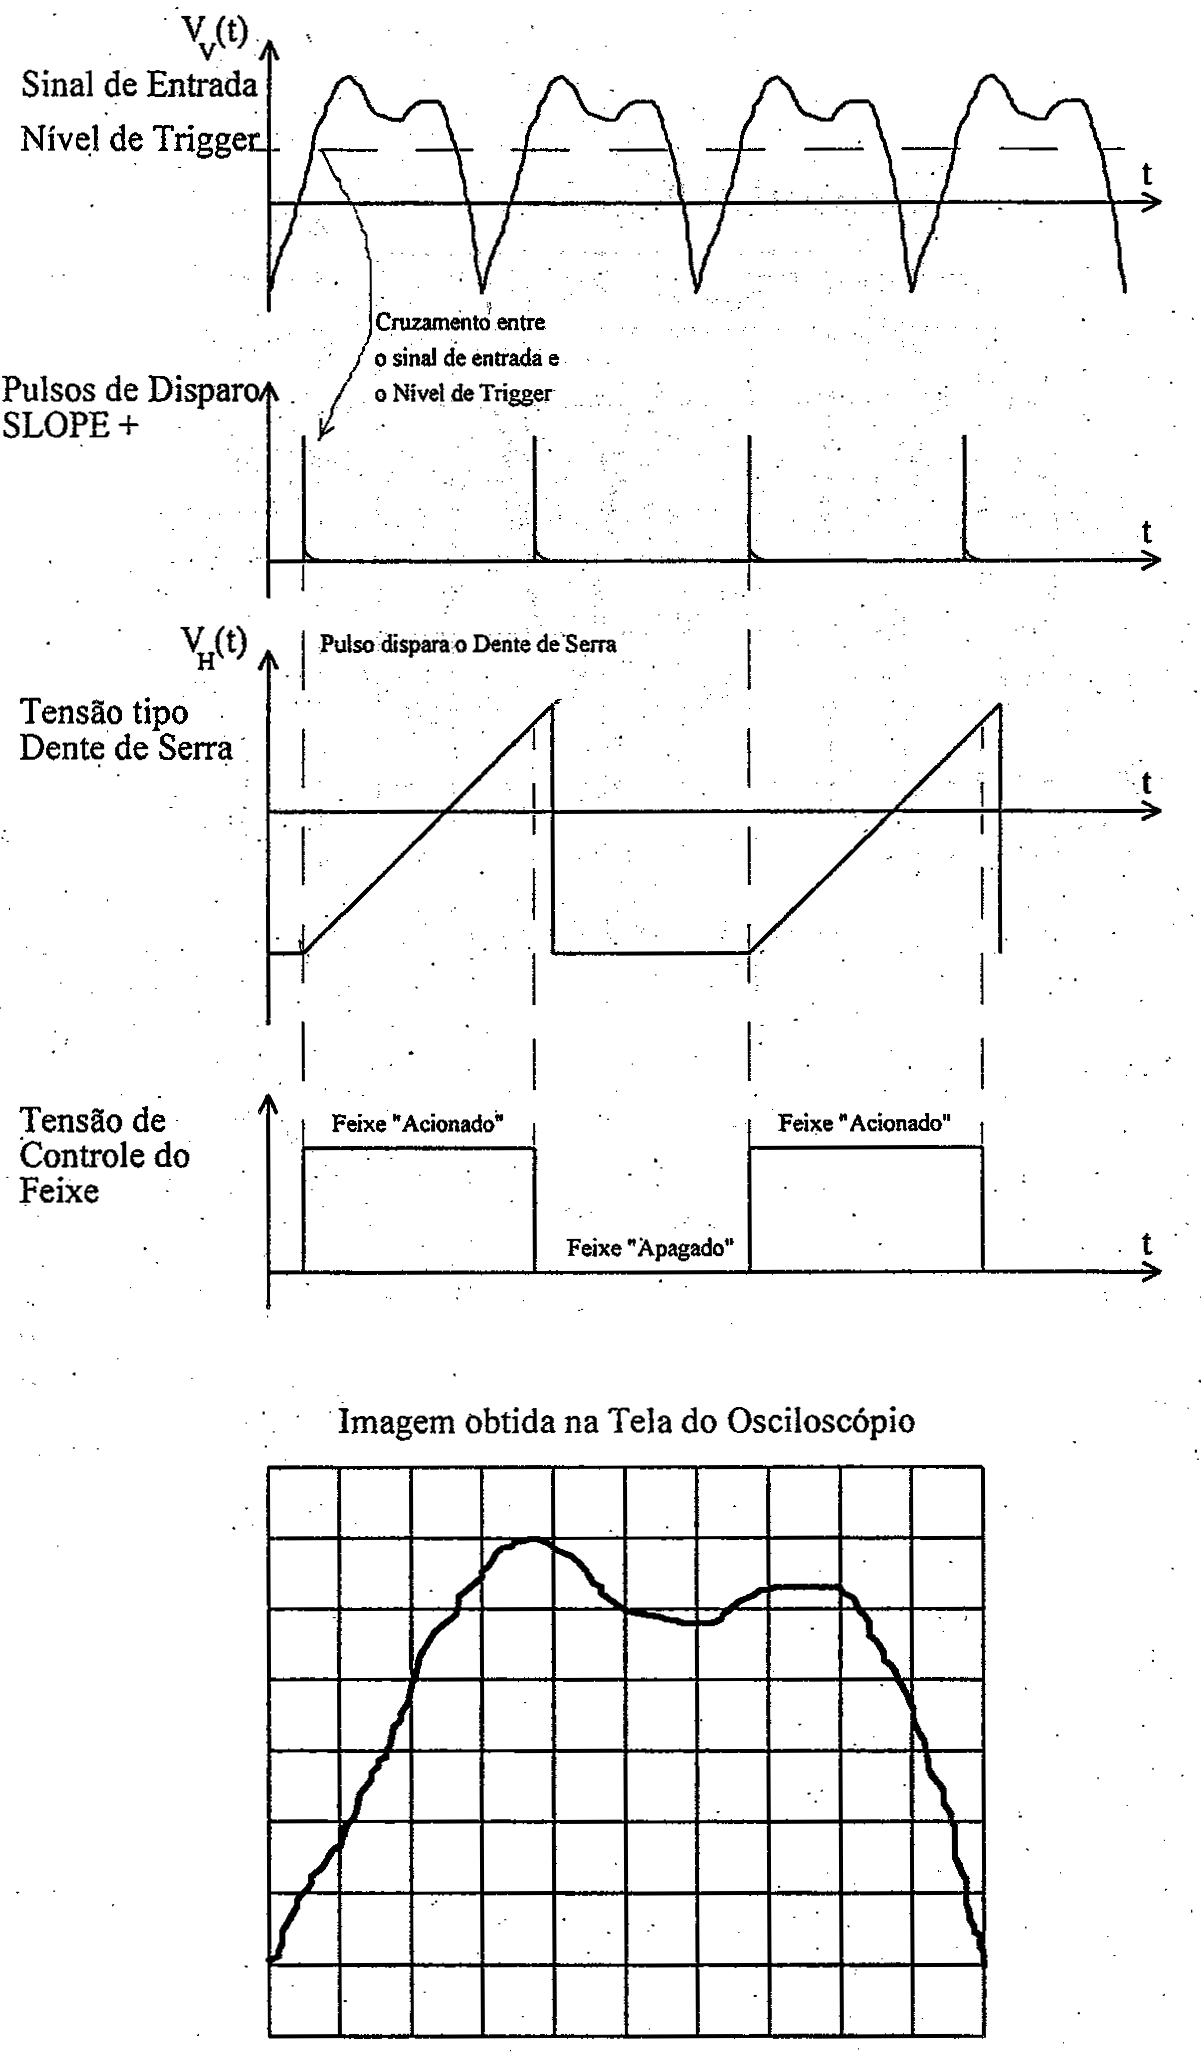 V_V(t)
Sinal de Entrada
Nível de Trigger
t
Cruzamento entre
o sinal de entrada e
o Nível de Trigger
Pulsos de Disparo
SLOPE +
t
V_H(t)
Pulso dispara o Dente de Serra
Tensão tipo
Dente de Serra
t
Tensão de
Controle do
Feixe
Feixe "Acionado"
Feixe "Acionado"
Feixe "Apagado"
t
Imagem obtida na Tela do Osciloscópio